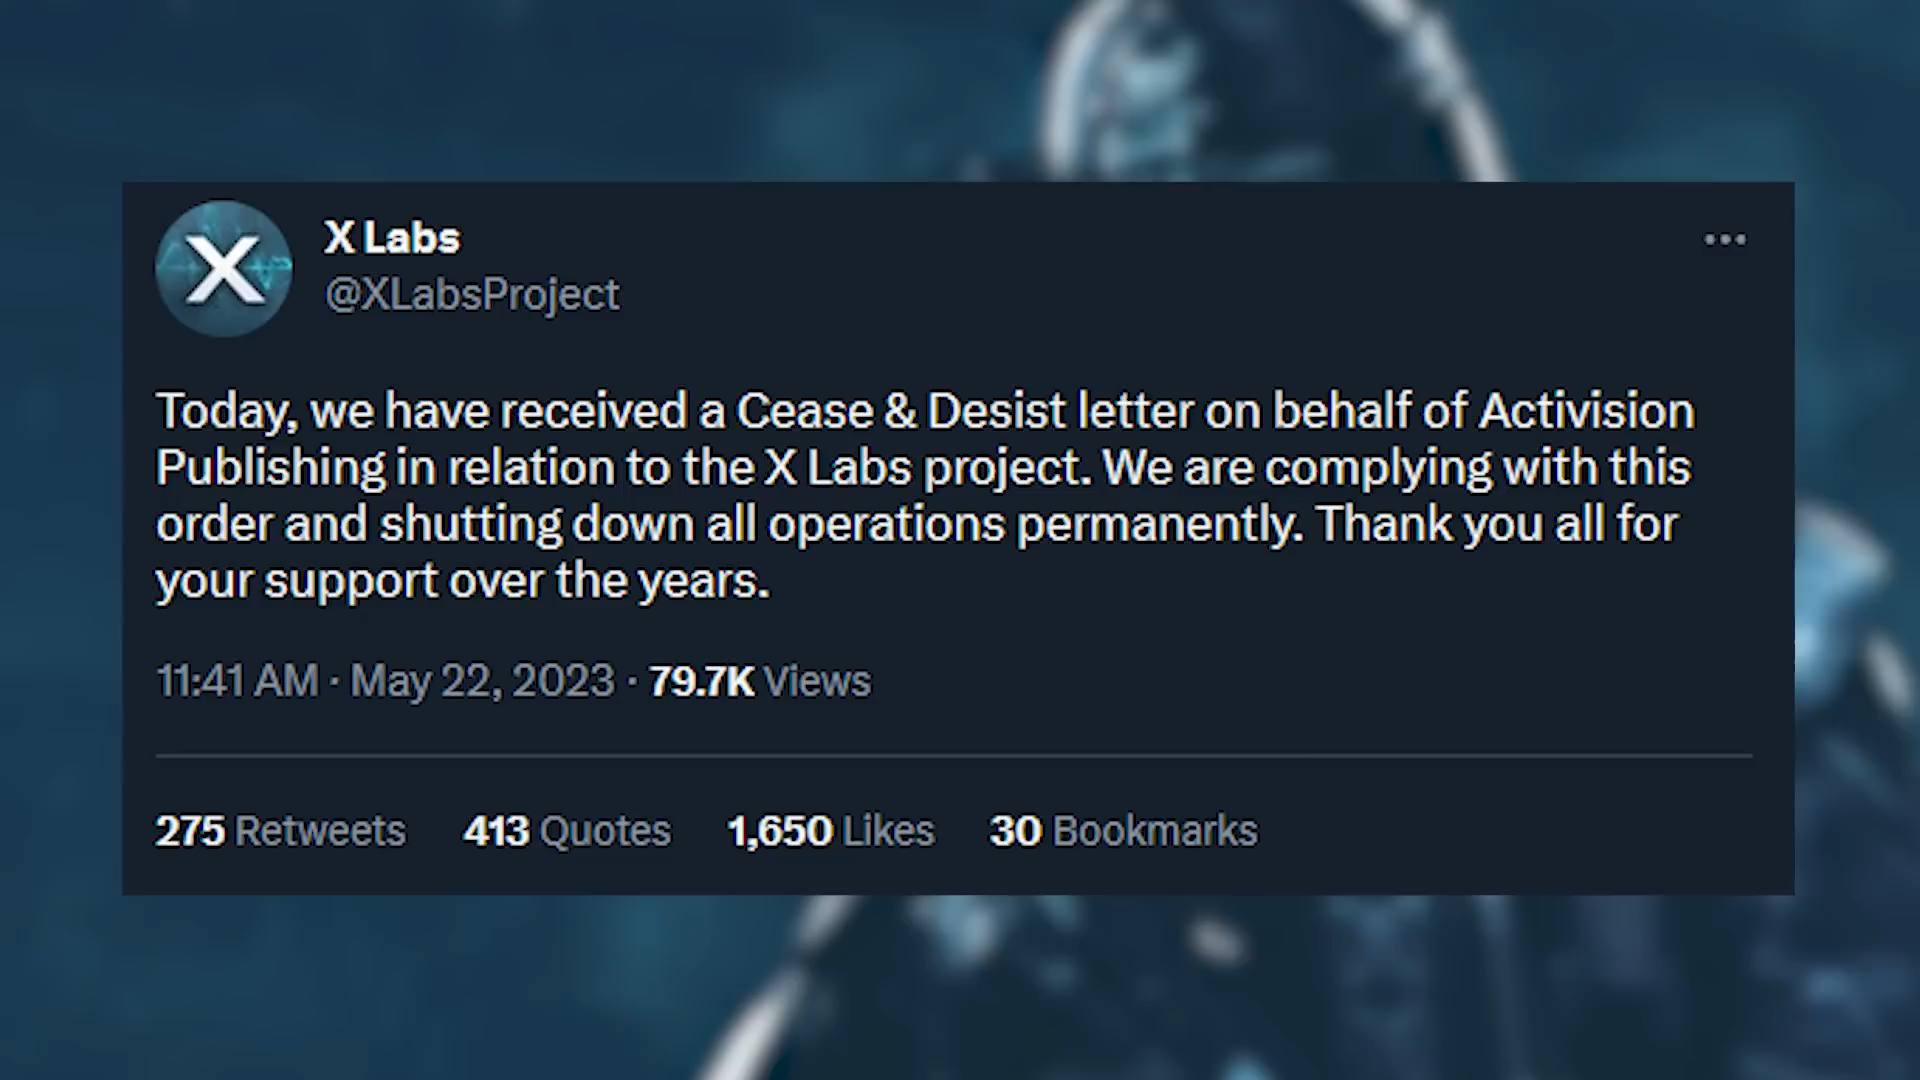 X
X Labs
@XLabsProject
Today, we have received a Cease & Desist letter on behalf of Activision
Publishing in relation to the X Labs project. We are complying with this
order and shutting down all operations permanently. Thank you all for
your support over the years.
11:41 AM · May 22, 2023 · 79.7K Views
275 Retweets 413 Quotes 1,650 Likes 30 Bookmarks